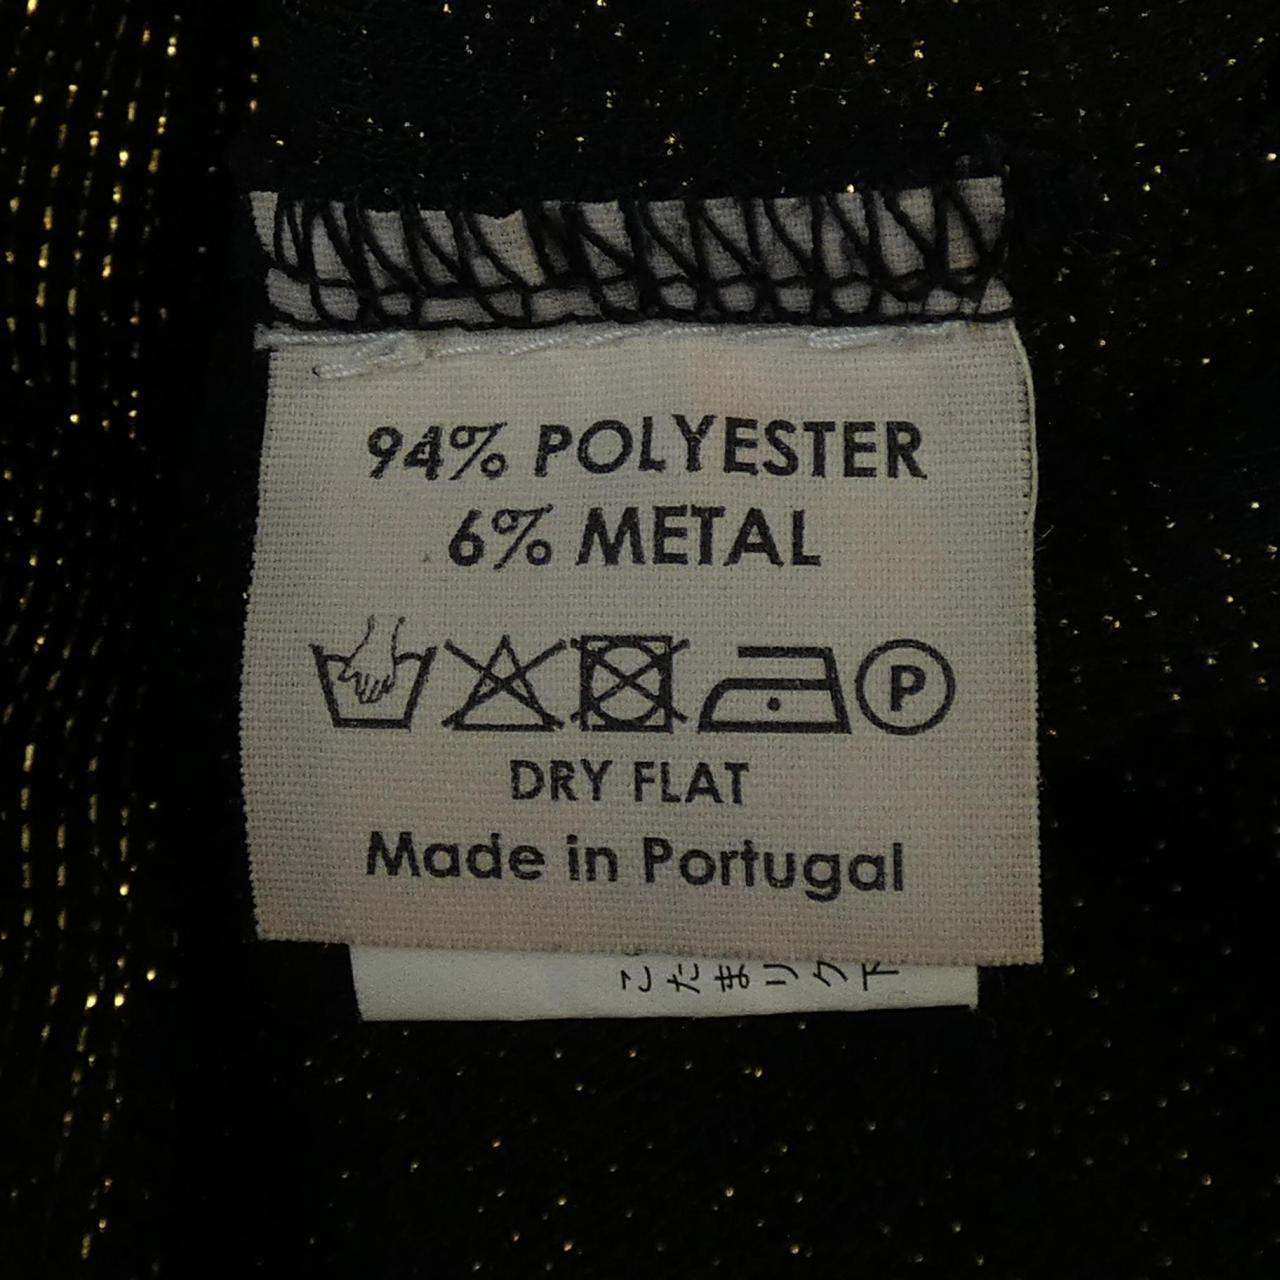 94% POLYESTER
6% METAL
P
DRY FLAT
Made in Portugal